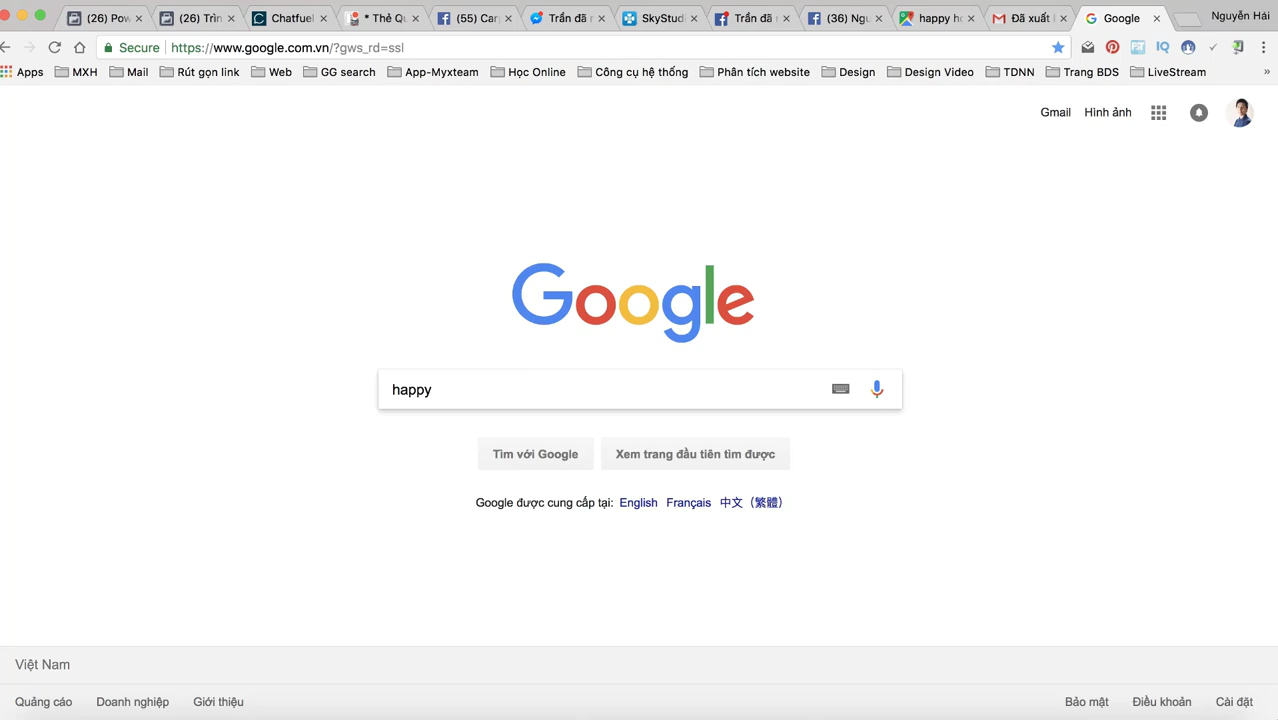 (26) Pow (26) Trìn Chatfuel * Thẻ Qu (55) Can Trần đã n SkyStudi Trần đã n (36) Ngu happy ho Đã xuất Google Nguyễn Hải
Secure https://www.google.com.vn/?gws_rd=ssl
Apps MXH Mail Rút gọn link Web GG search App-Myxteam Học Online Công cụ hệ thống Phân tích website Design Design Video TDNN Trang BDS LiveStream »
Gmail Hình ảnh
Google
happy
Tìm với Google Xem trang đầu tiên tìm được
Google được cung cấp tại: English Français 中文（繁體）
Việt Nam
Quảng cáo Doanh nghiệp Giới thiệu Bảo mật Điều khoản Cài đặt